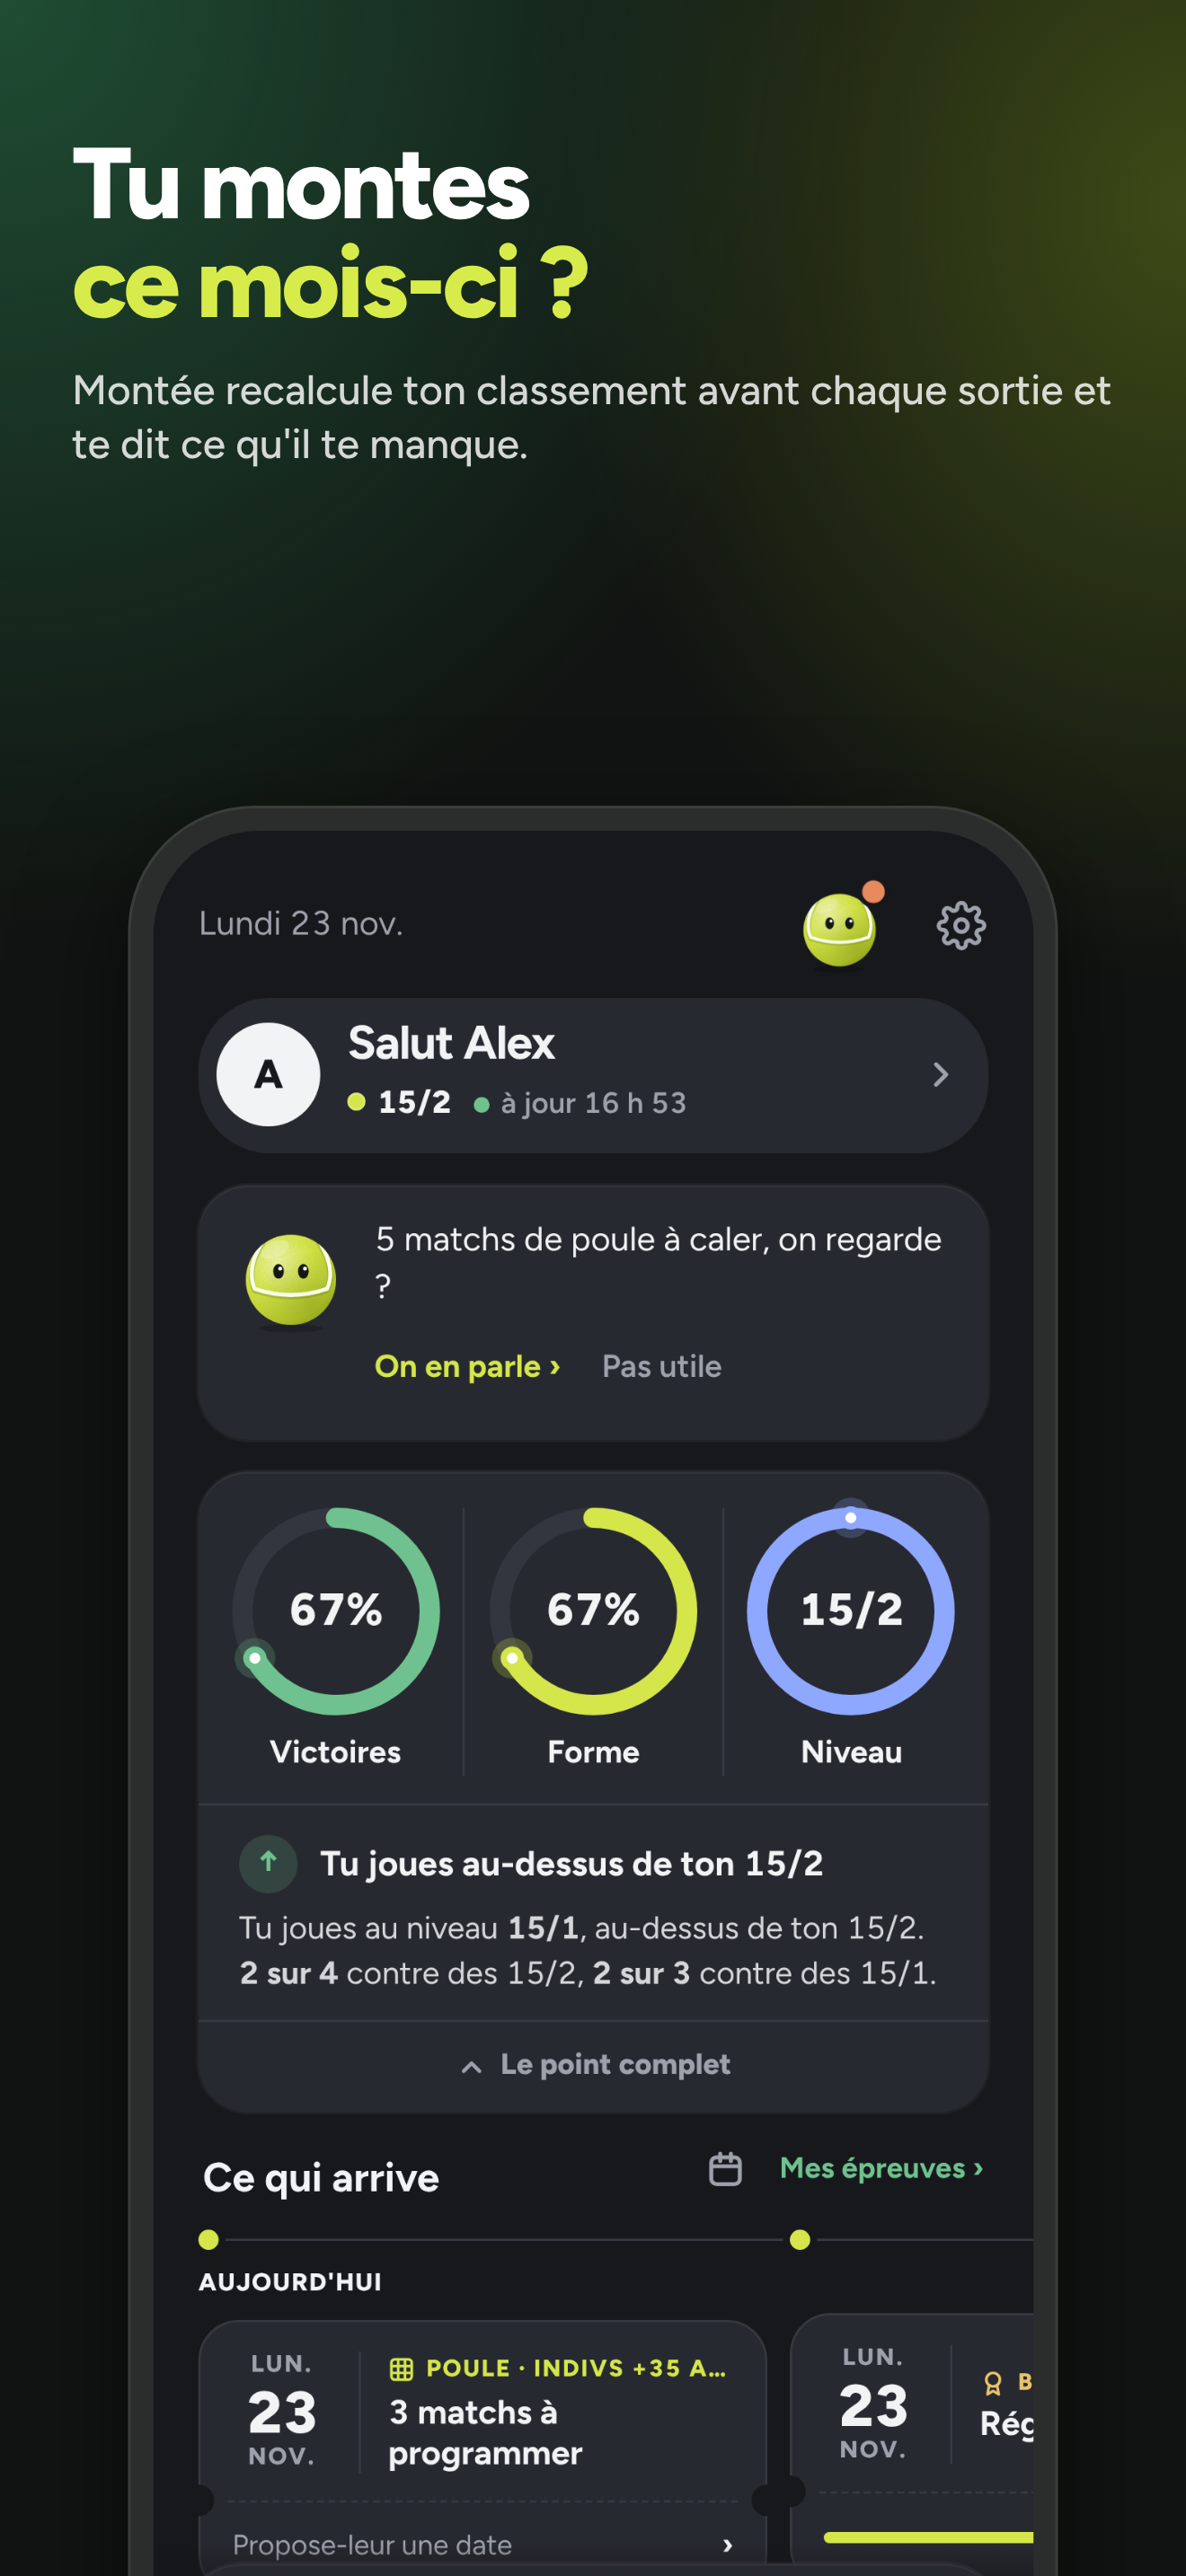 Tu montes
ce mois-ci ?
Montée recalcule ton classement avant chaque sortie et
te dit ce qu'il te manque.
Lundi 23 nov.
A
Salut Alex
15/2 à jour 16 h 53
5 matchs de poule à caler, on regarde
?
On en parle › Pas utile
67% 67% 15/2
Victoires Forme Niveau
Tu joues au-dessus de ton 15/2
Tu joues au niveau 15/1, au-dessus de ton 15/2.
2 sur 4 contre des 15/2, 2 sur 3 contre des 15/1.
Le point complet
Ce qui arrive
Mes épreuves ›
AUJOURD'HUI
LUN.
23
NOV.
POULE · INDIVS +35 A...
3 matchs à
programmer
Propose-leur une date ›
LUN.
23
NOV.
B
Rég